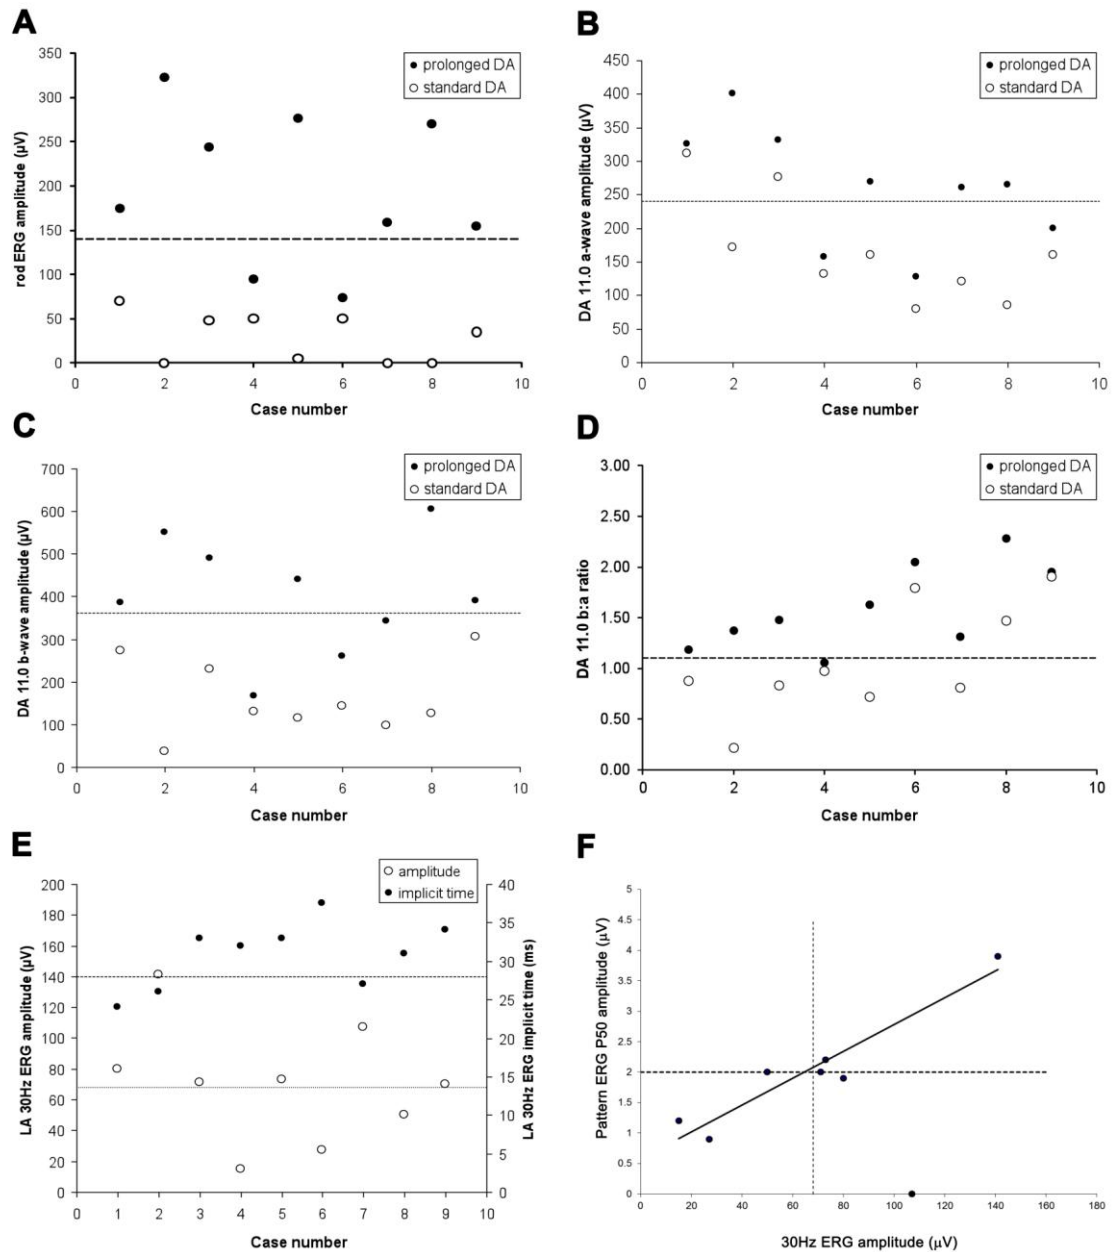 A
350
300
250
200
150
100
50
0
rod ERG amplitude (µV)
prolonged DA
standard DA
0 2 4 6 8 10
Case number
B
450
400
350
300
250
200
150
100
50
0
DA 11.0 a-wave amplitude (µV)
prolonged DA
standard DA
0 2 4 6 8 10
Case number
C
700
600
500
400
300
200
100
0
DA 11.0 b-wave amplitude (µV)
prolonged DA
standard DA
0 2 4 6 8 10
Case number
D
3.00
2.50
2.00
1.50
1.00
0.50
0.00
DA 11.0 b:a ratio
prolonged DA
standard DA
0 2 4 6 8 10
Case number
E
200
180
160
140
120
100
80
60
40
20
0
LA 30Hz ERG amplitude (µV)
amplitude
implicit time
40
35
30
25
20
15
10
5
0
LA 30Hz ERG implicit time (ms)
0 1 2 3 4 5 6 7 8 9 10
Case number
F
5
4.5
4
3.5
3
2.5
2
1.5
1
0.5
0
Pattern ERG P50 amplitude (µV)
0 20 40 60 80 100 120 140 160 180
30Hz ERG amplitude (µV)